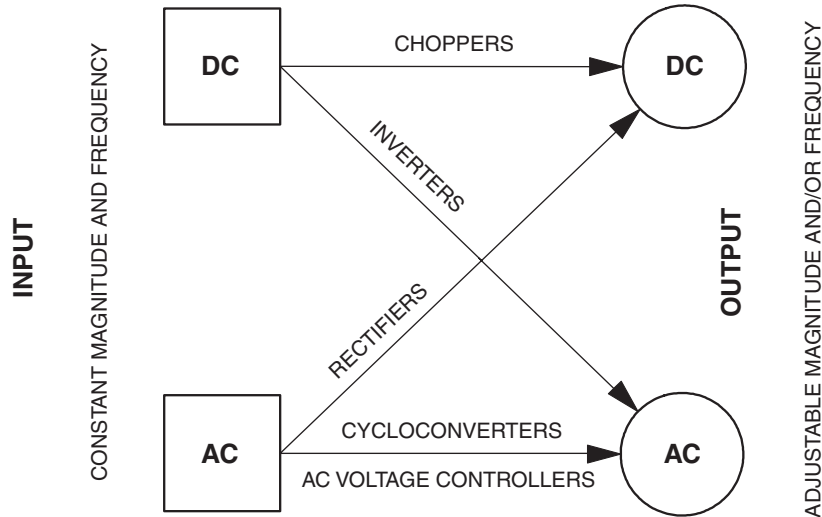 INPUT
CONSTANT MAGNITUDE AND FREQUENCY
DC
CHOPPERS
DC
INVERTERS
RECTIFIERS
AC
CYCLOCONVERTERS
AC VOLTAGE CONTROLLERS
AC
OUTPUT
ADJUSTABLE MAGNITUDE AND/OR FREQUENCY